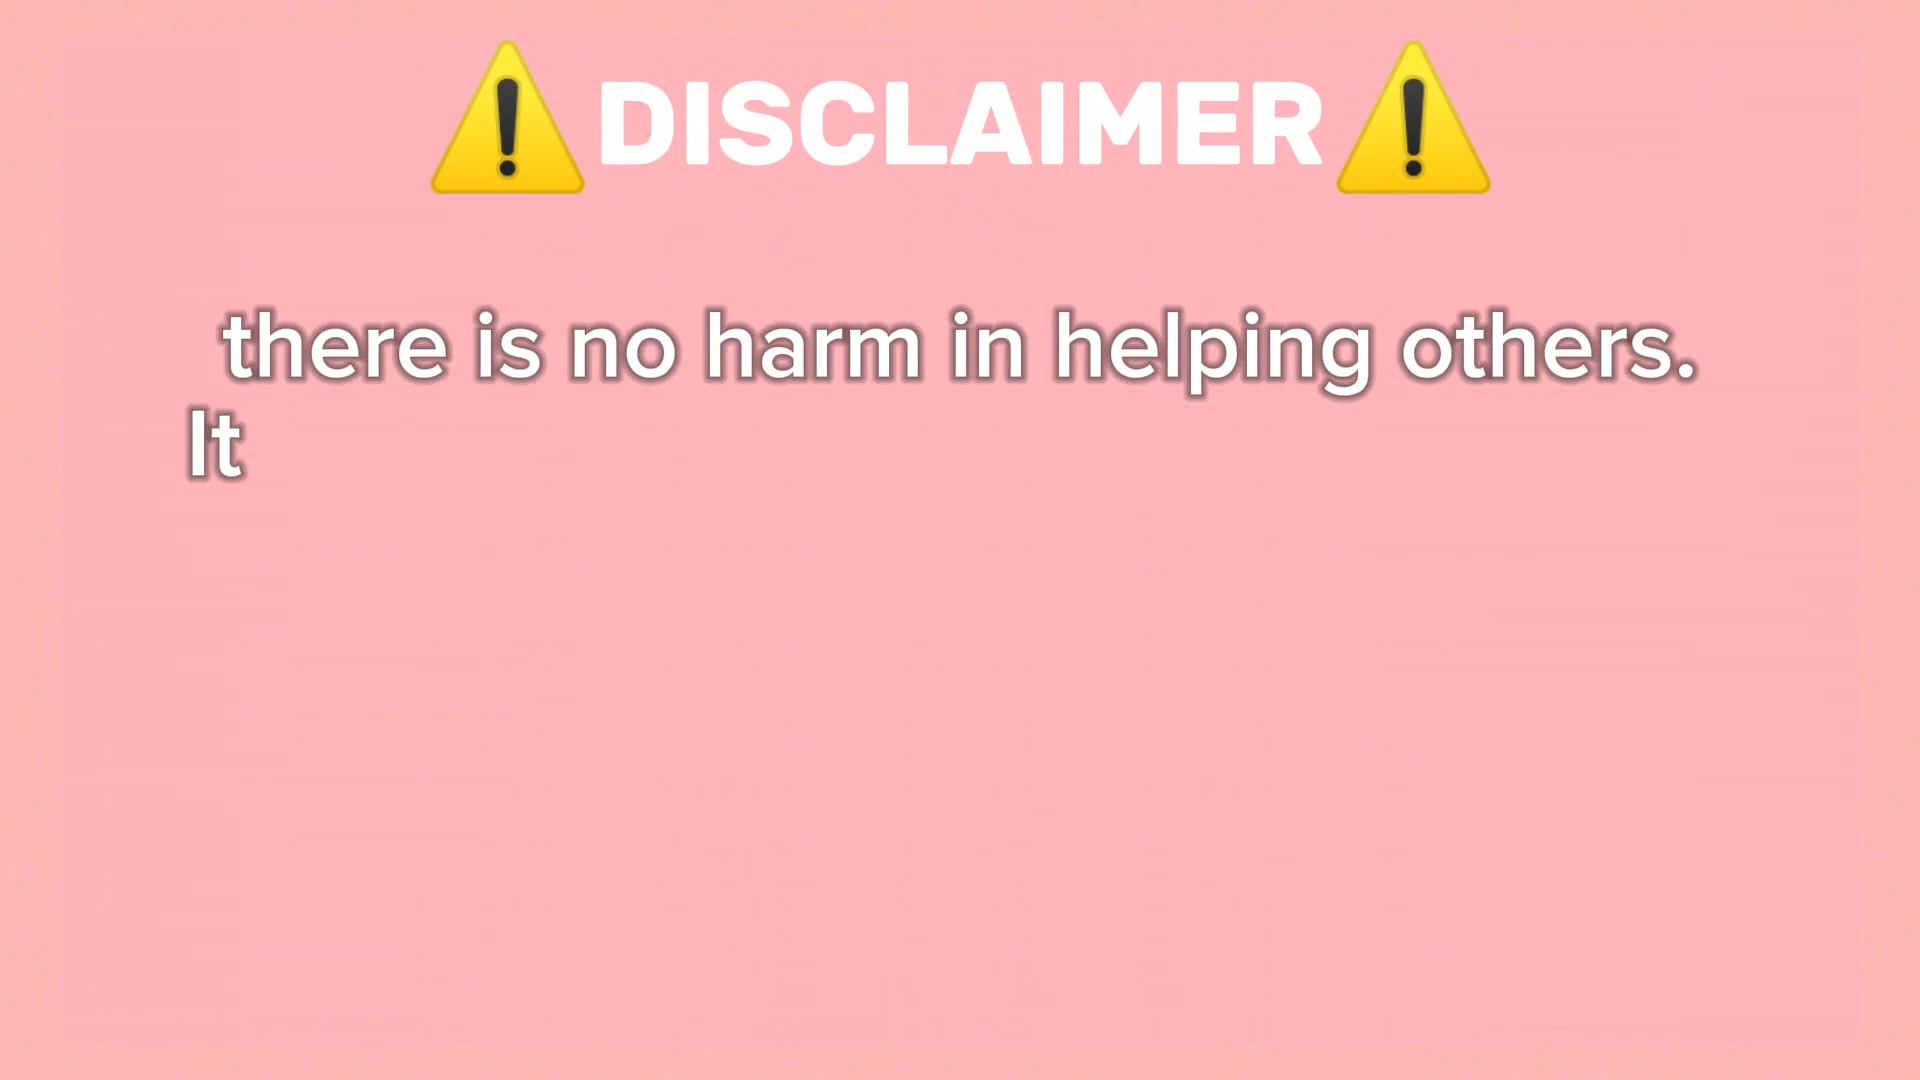 ⚠️DISCLAIMER⚠️
there is no harm in helping others.
It